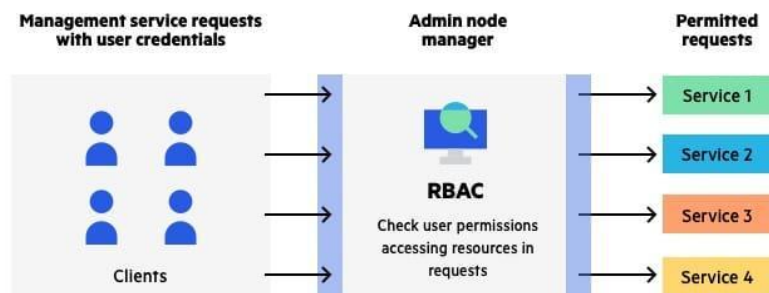 Management service requests
with user credentials
Admin node
manager
Permitted
requests
Clients
RBAC
Check user permissions
accessing resources in
requests
Service 1
Service 2
Service 3
Service 4